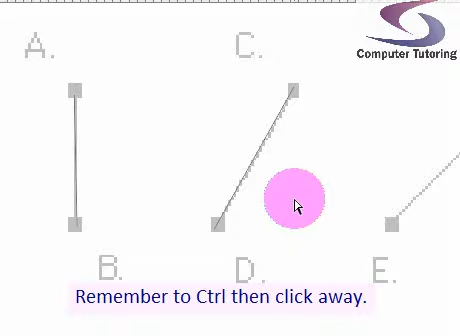 A.
C.
Computer Tutoring
B.
D.
E.
Remember to Ctrl then click away.